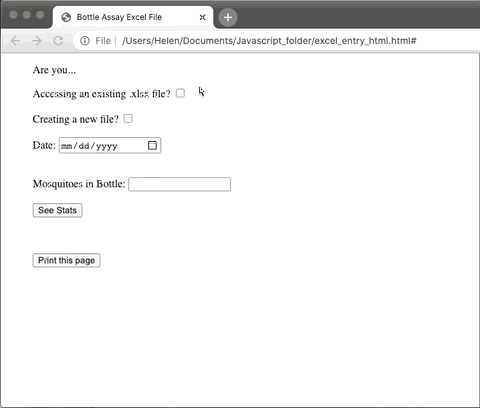 Bottle Assay Excel File
File /Users/Helen/Documents/Javascript_folder/excel_entry_html.html#
Are you...
Accessing an existing .xlsx file?
Creating a new file?
Date: mm/dd/yyyy
Mosquitoes in Bottle:
See Stats
Print this page